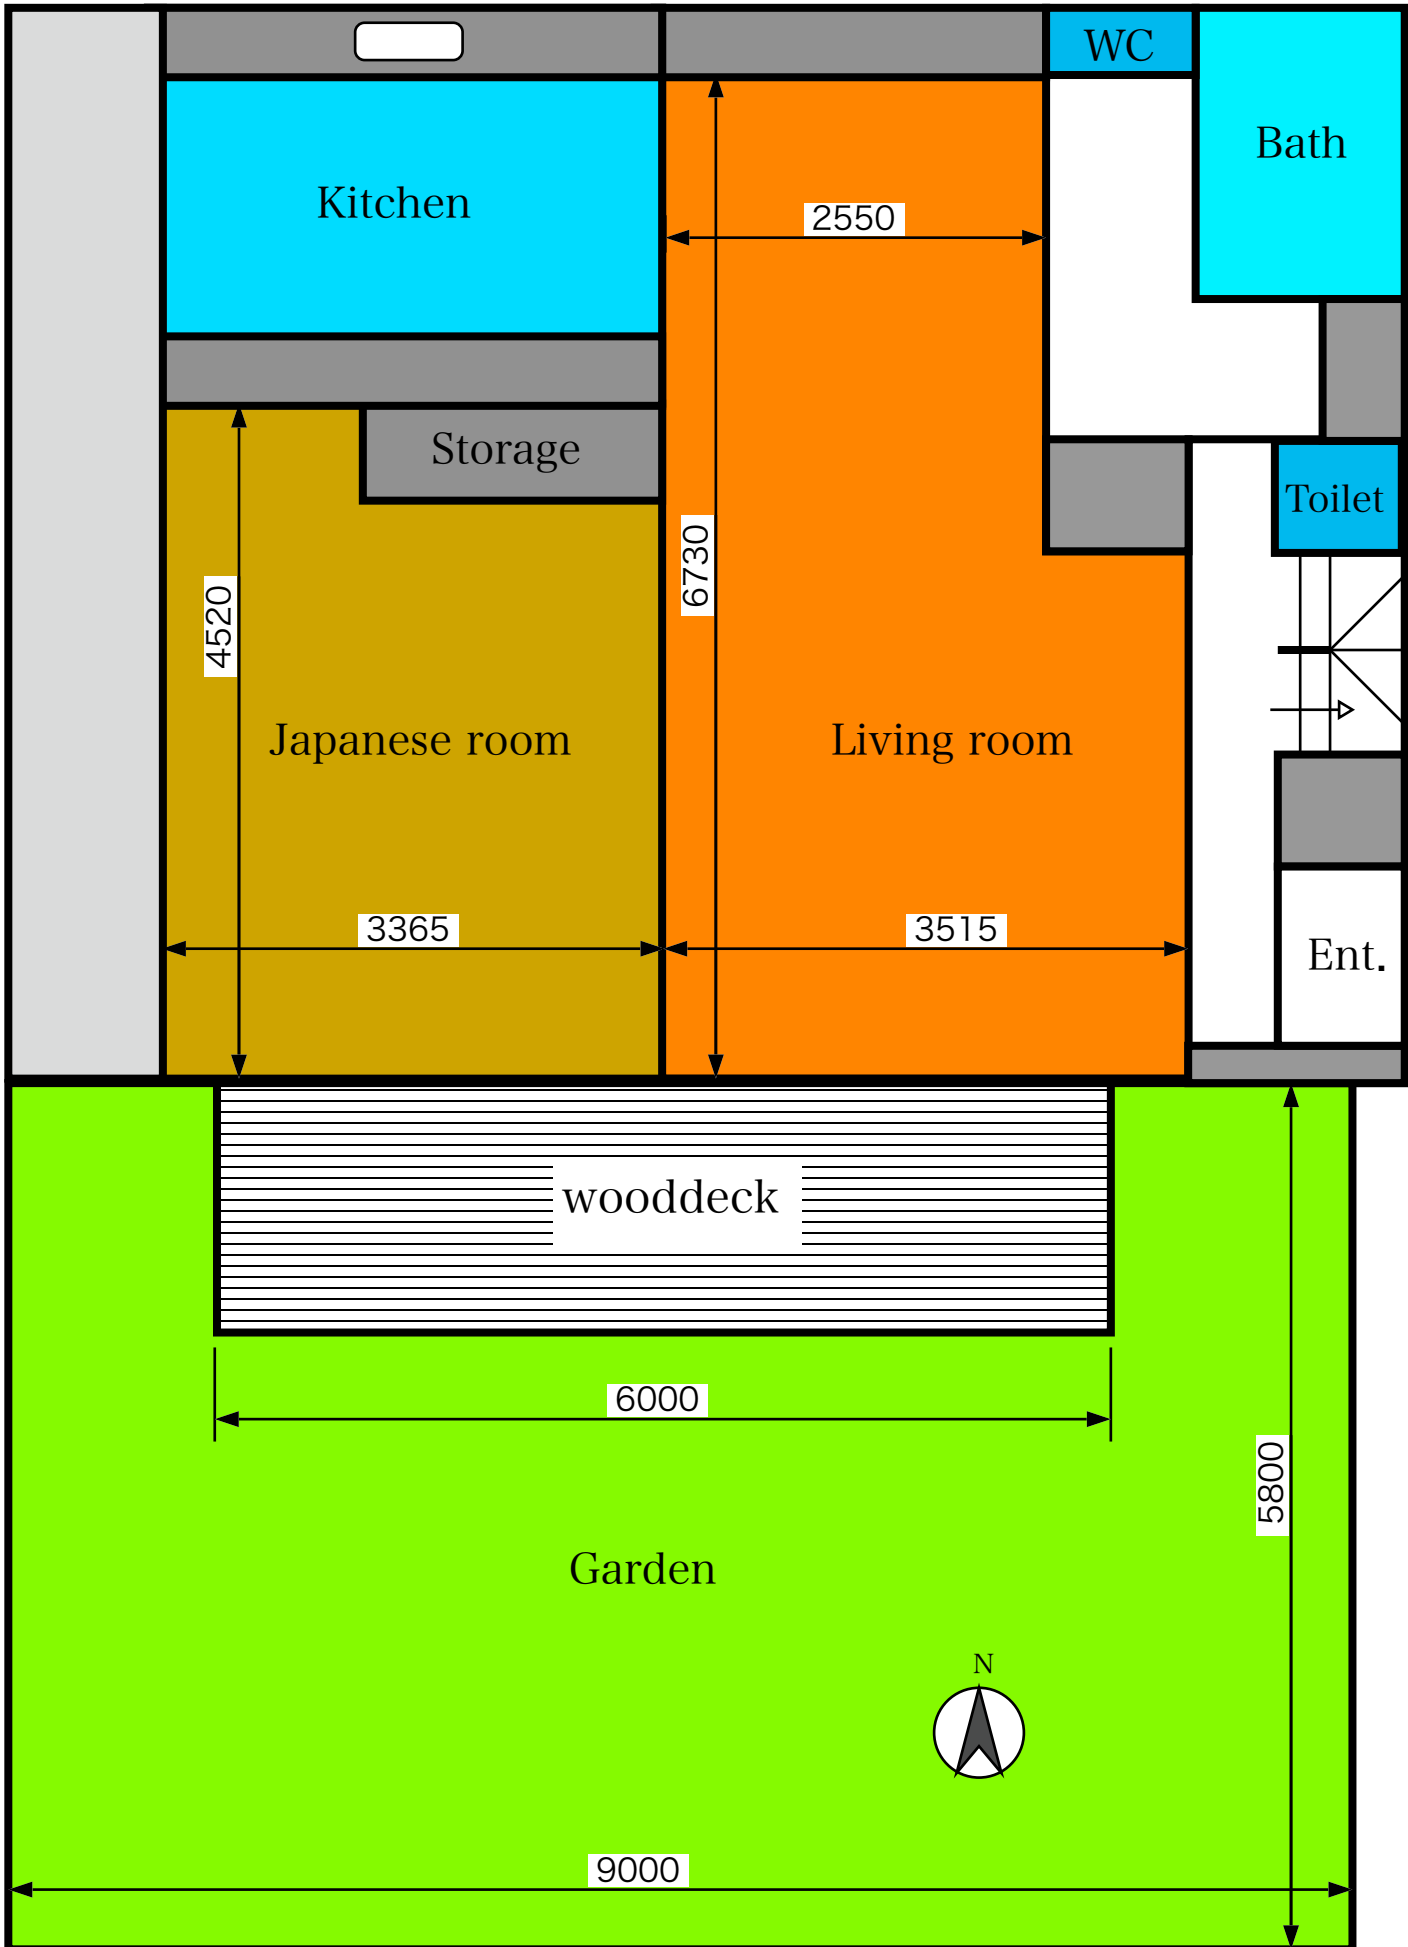 WC
Bath
Kitchen
2550
Storage
Toilet
6730
4520
Japanese room
Living room
3365
3515
Ent.
wooddeck
6000
5800
Garden
N
9000